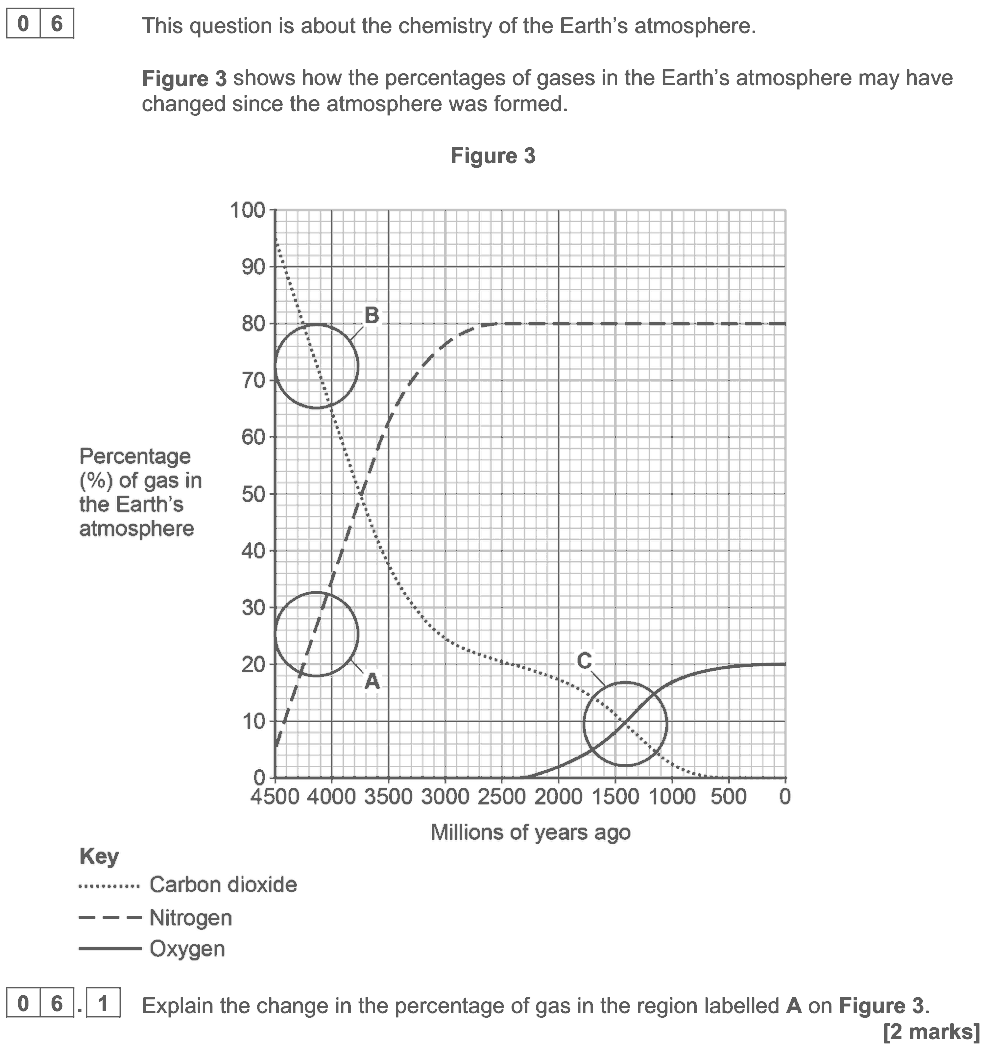 0 6 This question is about the chemistry of the Earth's atmosphere.
Figure 3 shows how the percentages of gases in the Earth's atmosphere may have
changed since the atmosphere was formed.
Figure 3
100
90
80
70
60
50
40
30
20
10
0
B
A
C
Percentage
(%) of gas in
the Earth's
atmosphere
4500 4000 3500 3000 2500 2000 1500 1000 500 0
Millions of years ago
Key
Carbon dioxide
Nitrogen
Oxygen
0 6 . 1 Explain the change in the percentage of gas in the region labelled A on Figure 3.
[2 marks]